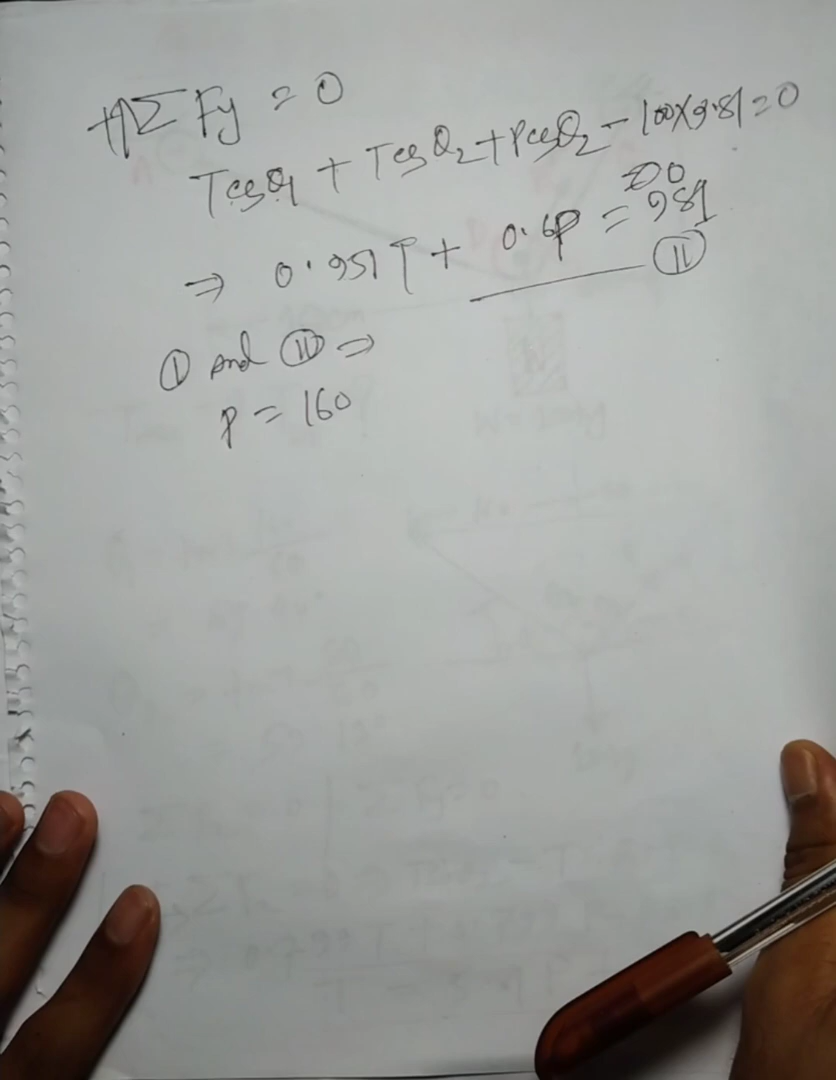 +↑ΣFy = 0
Tcosθ1 + Tcosθ2 + Pcosθ2 - 100×9.81 = 0
⇒ 0.951T + 0.6P = 981
II
I and II ⇒
P = 160